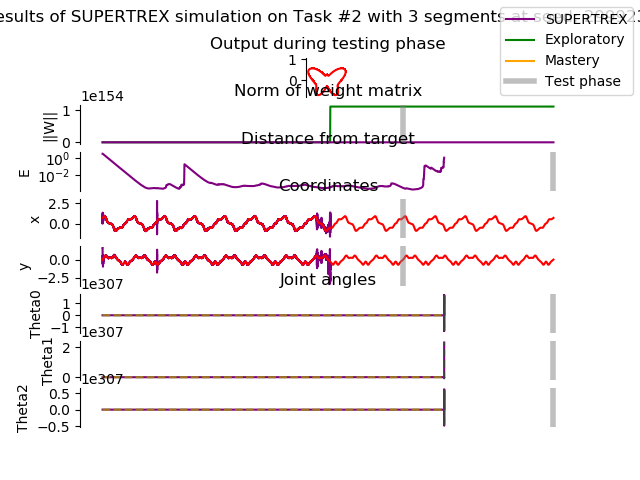 esults of SUPERTREX simulation on Task #2 with 3 segments at seed
SUPERTREX
Exploratory
Mastery
Test phase
Output during testing phase
1
0
Norm of weight matrix
1e154
||W||
1
0
Distance from target
E
10⁰
10⁻²
Coordinates
x
2.5
0.0
y
0.0
−2.5
Joint angles
1e307
Theta0
1
0
−1
1e307
Theta1
2
0
1e307
Theta2
0.5
0.0
−0.5